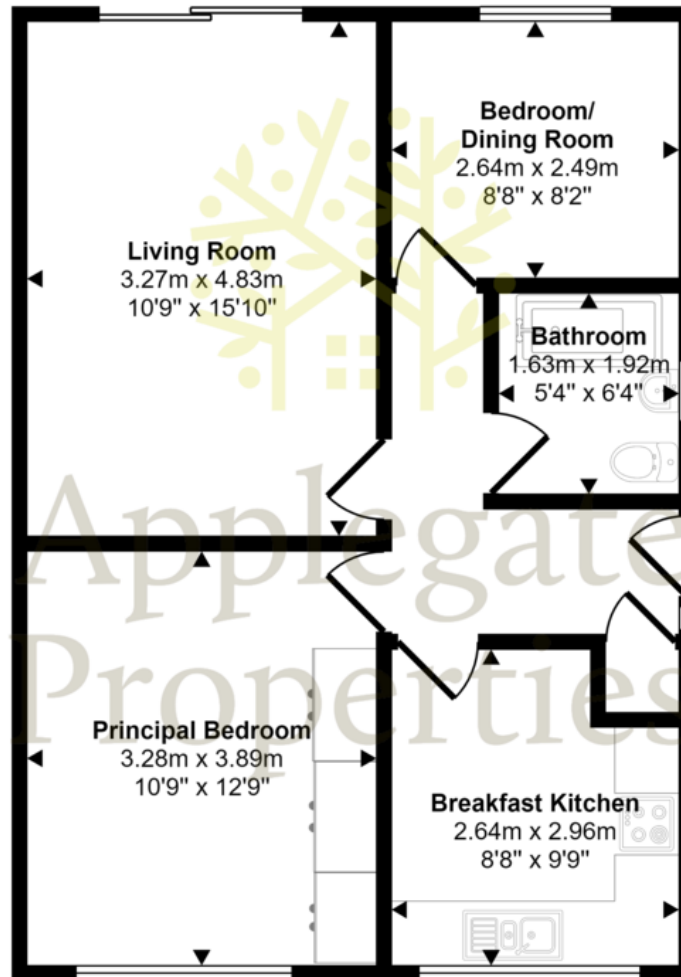 Bedroom/
Dining Room
2.64m x 2.49m
8'8" x 8'2"
Living Room
3.27m x 4.83m
10'9" x 15'10"
Bathroom
1.63m x 1.92m
5'4" x 6'4"
Applegate
Properties
Principal Bedroom
3.28m x 3.89m
10'9" x 12'9"
Breakfast Kitchen
2.64m x 2.96m
8'8" x 9'9"